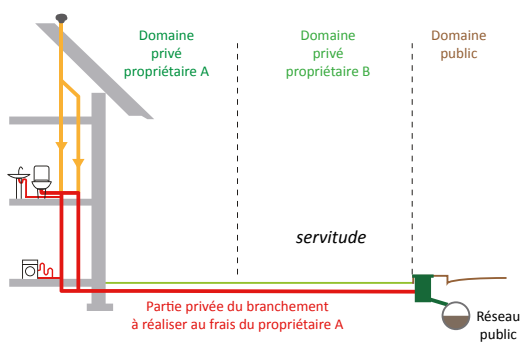 Domaine
privé
propriétaire A
Domaine
privé
propriétaire B
Domaine
public
servitude
Partie privée du branchement
à réaliser au frais du propriétaire A
Réseau
public